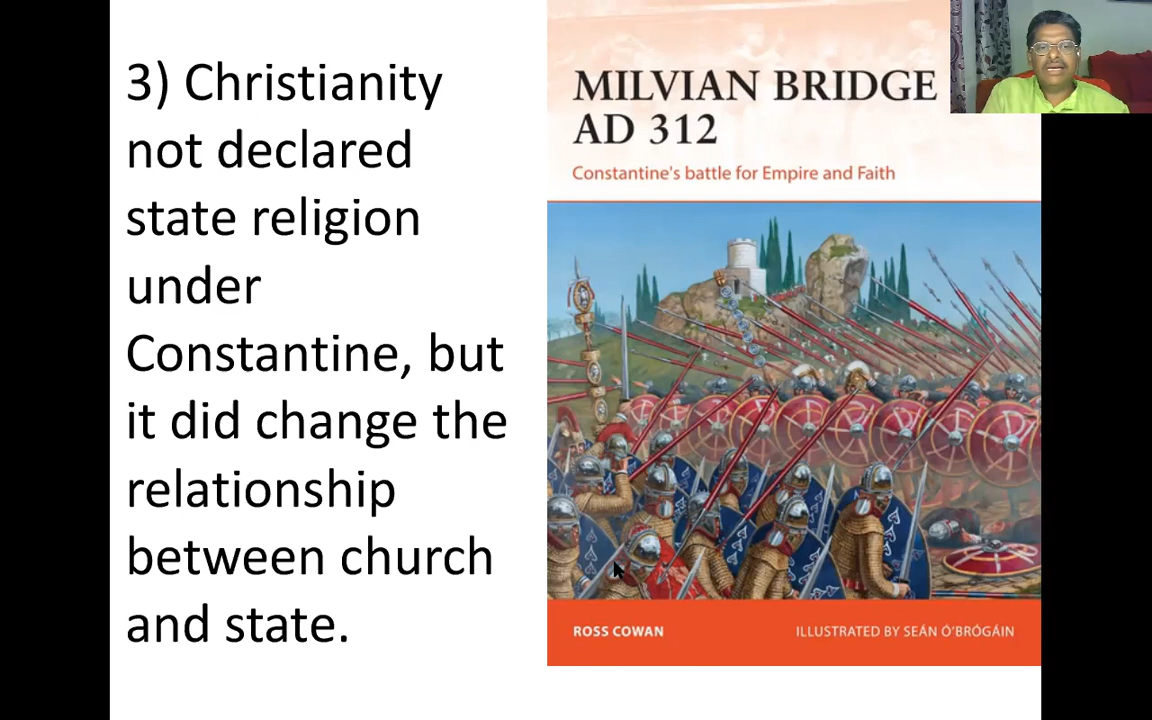 3) Christianity
not declared
state religion
under
Constantine, but
it did change the
relationship
between church
and state.
MILVIAN BRIDGE
AD 312
Constantine's battle for Empire and Faith
ROSS COWAN
ILLUSTRATED BY SEÁN Ó'BRÓGÁIN